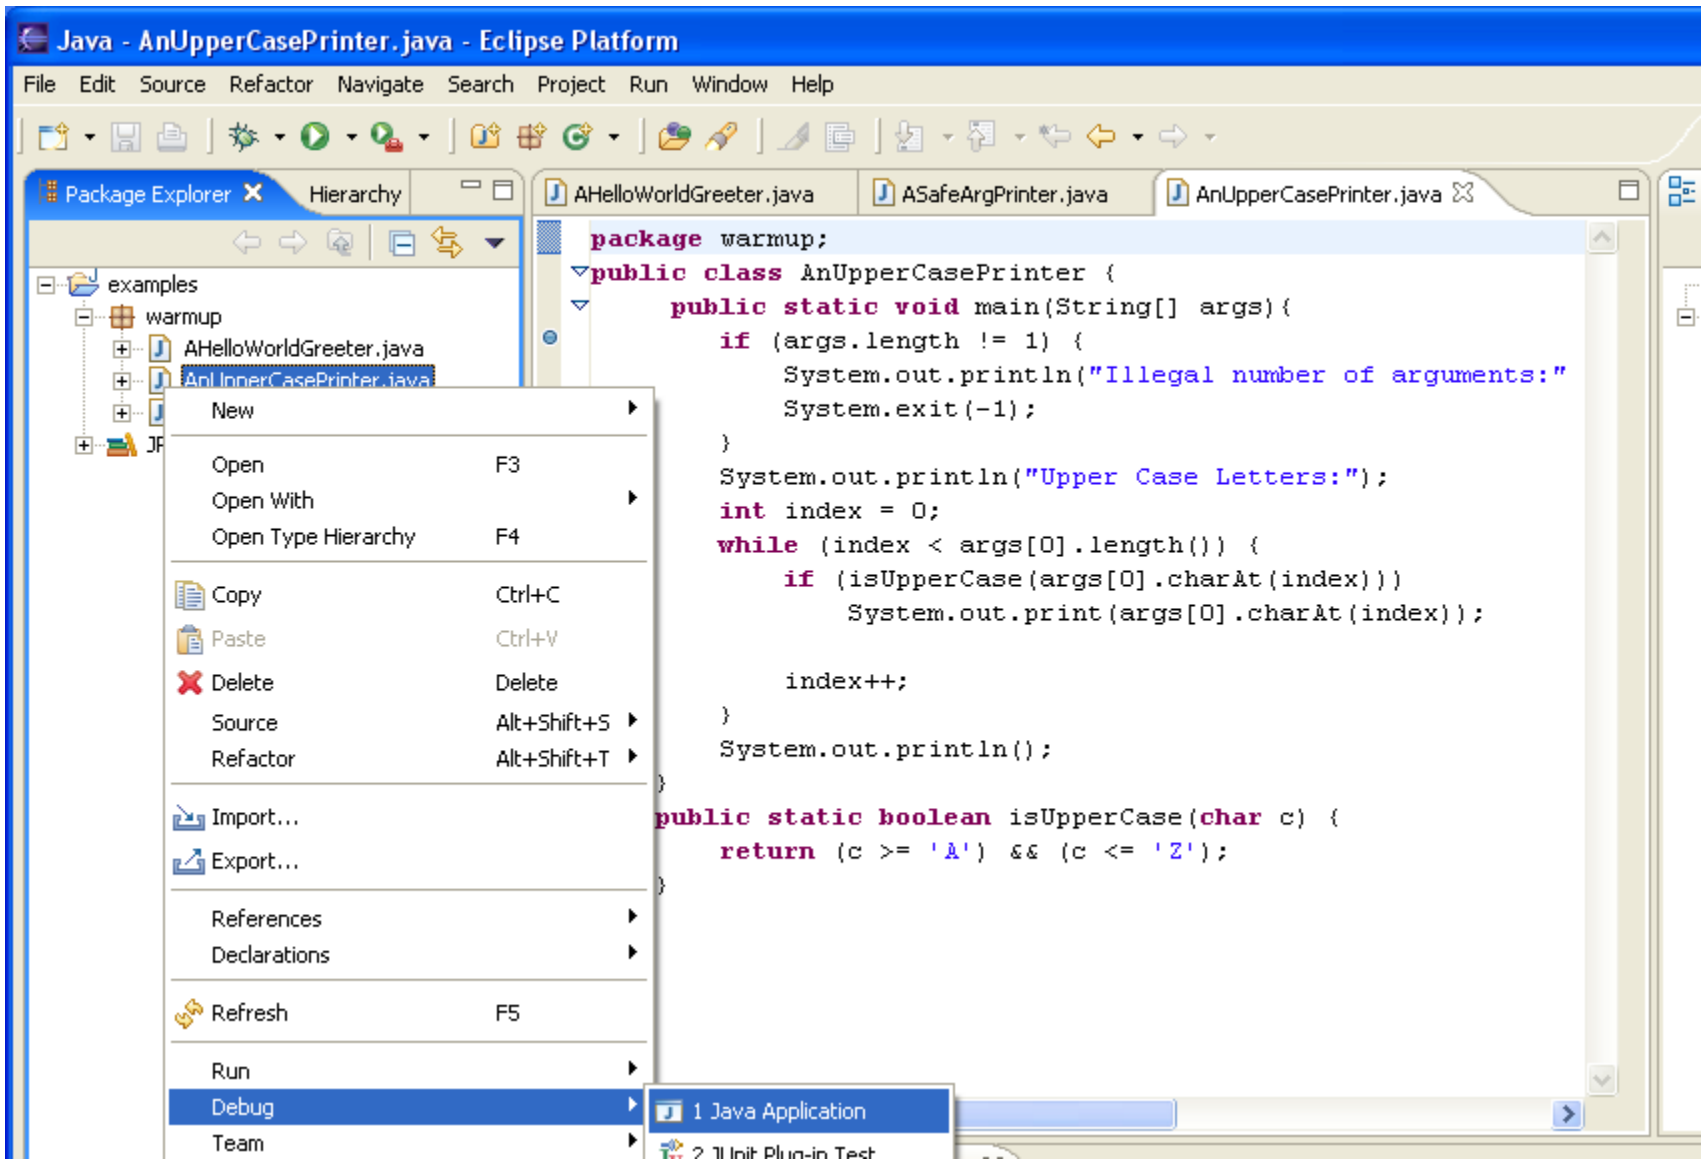 Java - AnUpperCasePrinter.java - Eclipse Platform
File Edit Source Refactor Navigate Search Project Run Window Help
Package Explorer Hierarchy
AHelloWorldGreeter.java ASafeArgPrinter.java AnUpperCasePrinter.java
examples
warmup
AHelloWorldGreeter.java
AnUpperCasePrinter.java
New
Open F3
Open With
Open Type Hierarchy F4
Copy Ctrl+C
Paste Ctrl+V
Delete Delete
Source Alt+Shift+S
Refactor Alt+Shift+T
Import...
Export...
References
Declarations
Refresh F5
Run
Debug
Team
1 Java Application
2 JUnit Plug-in Test
package warmup;
public class AnUpperCasePrinter {
public static void main(String[] args){
if (args.length != 1) {
System.out.println("Illegal number of arguments:"
System.exit(-1);
}
System.out.println("Upper Case Letters:");
int index = 0;
while (index < args[0].length()) {
if (isUpperCase(args[0].charAt(index)))
System.out.print(args[0].charAt(index));
index++;
}
System.out.println();
}
public static boolean isUpperCase(char c) {
return (c >= 'A') && (c <= 'Z');
}